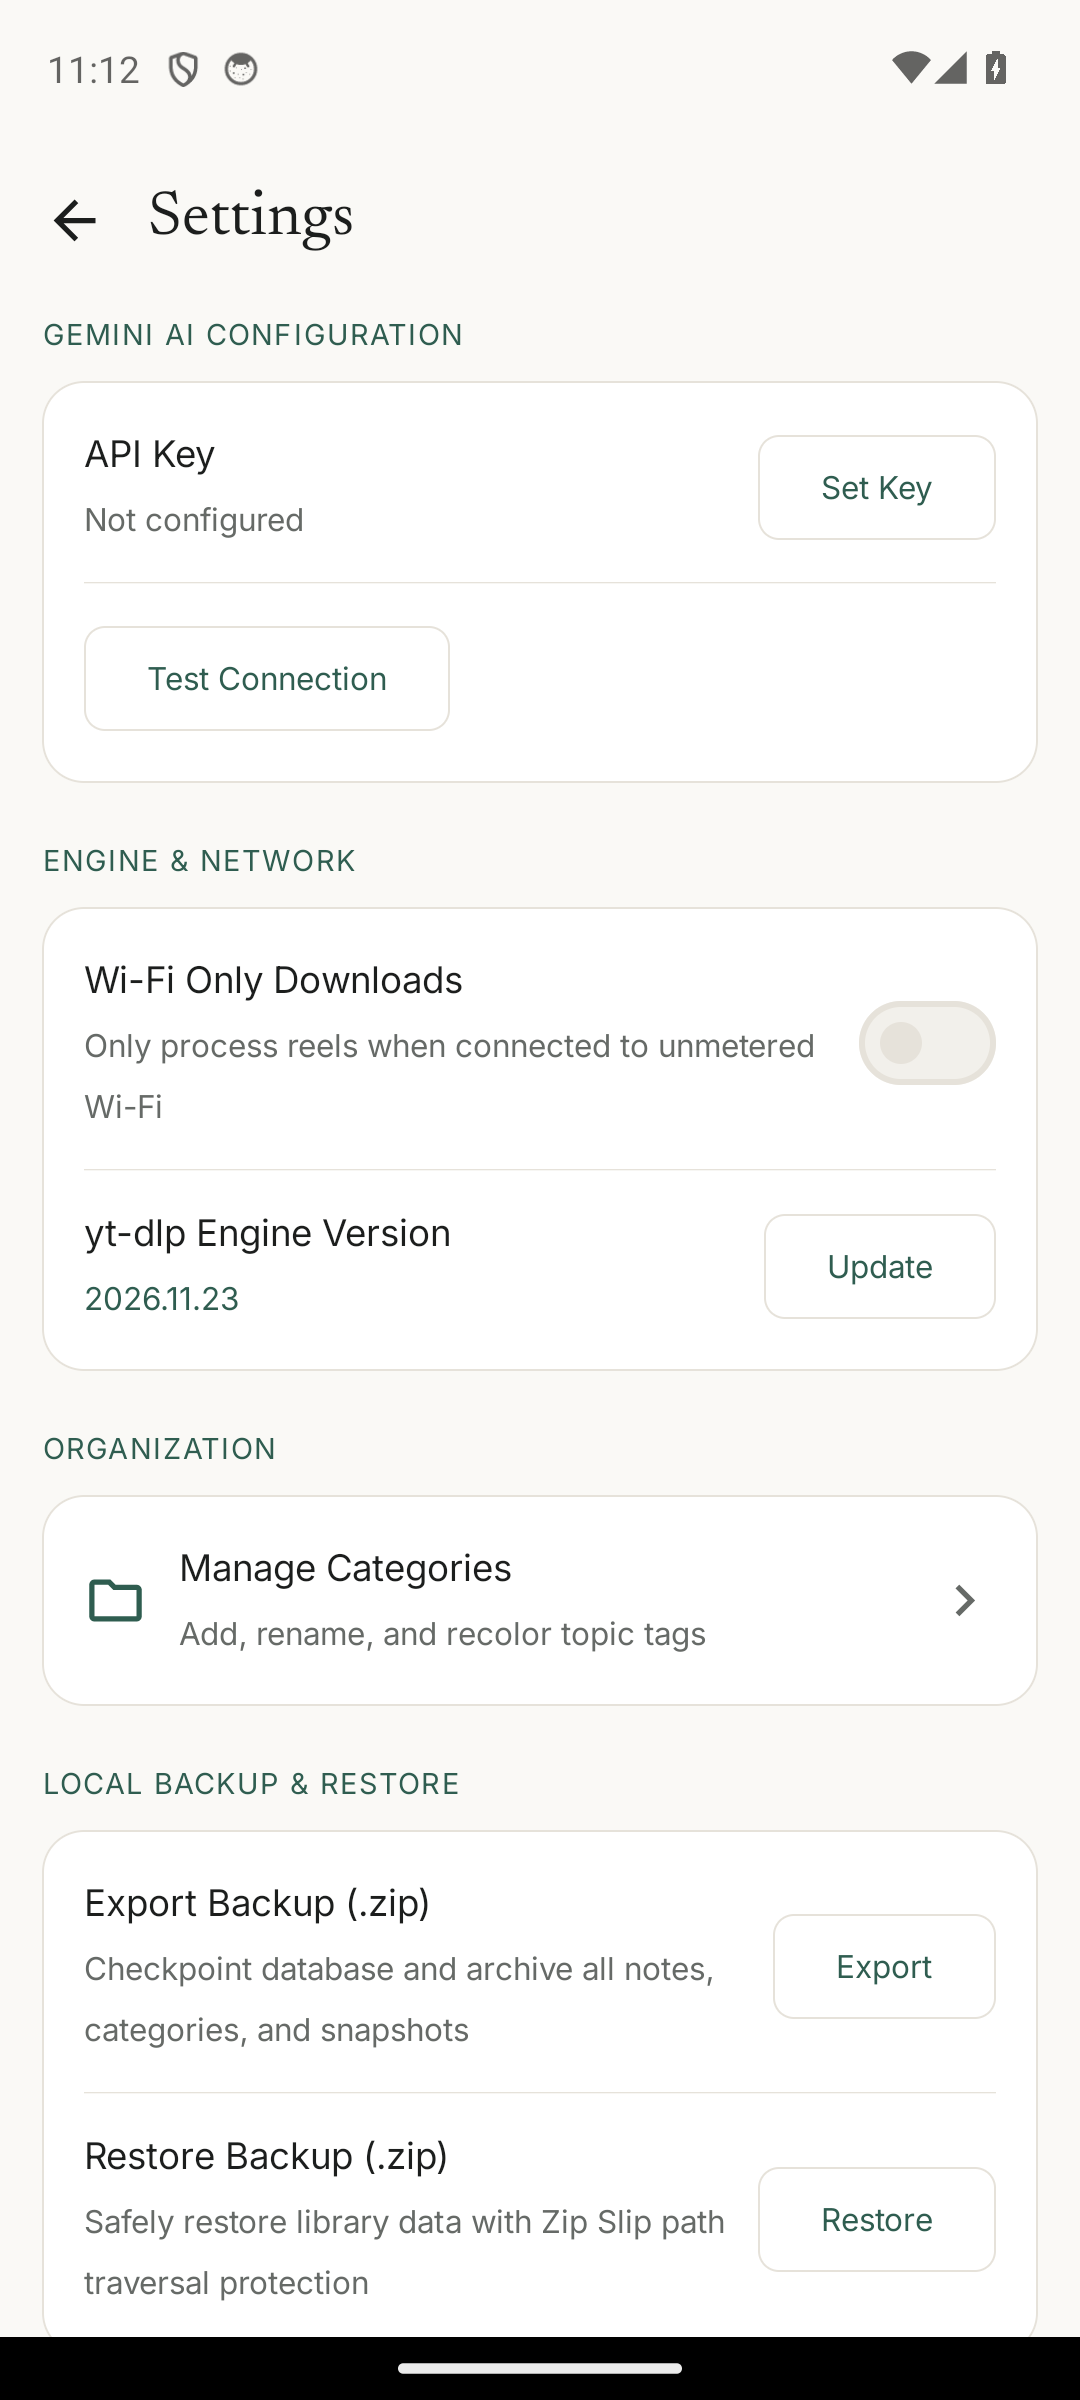 11:12
Settings
GEMINI AI CONFIGURATION
API Key
Not configured
Set Key
Test Connection
ENGINE & NETWORK
Wi-Fi Only Downloads
Only process reels when connected to unmetered
Wi-Fi
yt-dlp Engine Version
2026.11.23
Update
ORGANIZATION
Manage Categories
Add, rename, and recolor topic tags
LOCAL BACKUP & RESTORE
Export Backup (.zip)
Checkpoint database and archive all notes,
categories, and snapshots
Export
Restore Backup (.zip)
Safely restore library data with Zip Slip path
traversal protection
Restore